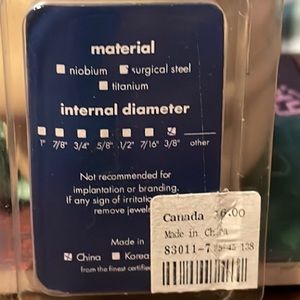 material
niobium surgical steel
titanium
internal diameter
1" 7/8" 3/4" 5/8" 1/2" 7/16" 3/8" other
Not recommended for
implantation or branding.
If any sign of irritatio
remove jewel
Canada
Made in China
83011-7
Made in
China Korea
from the finest certified